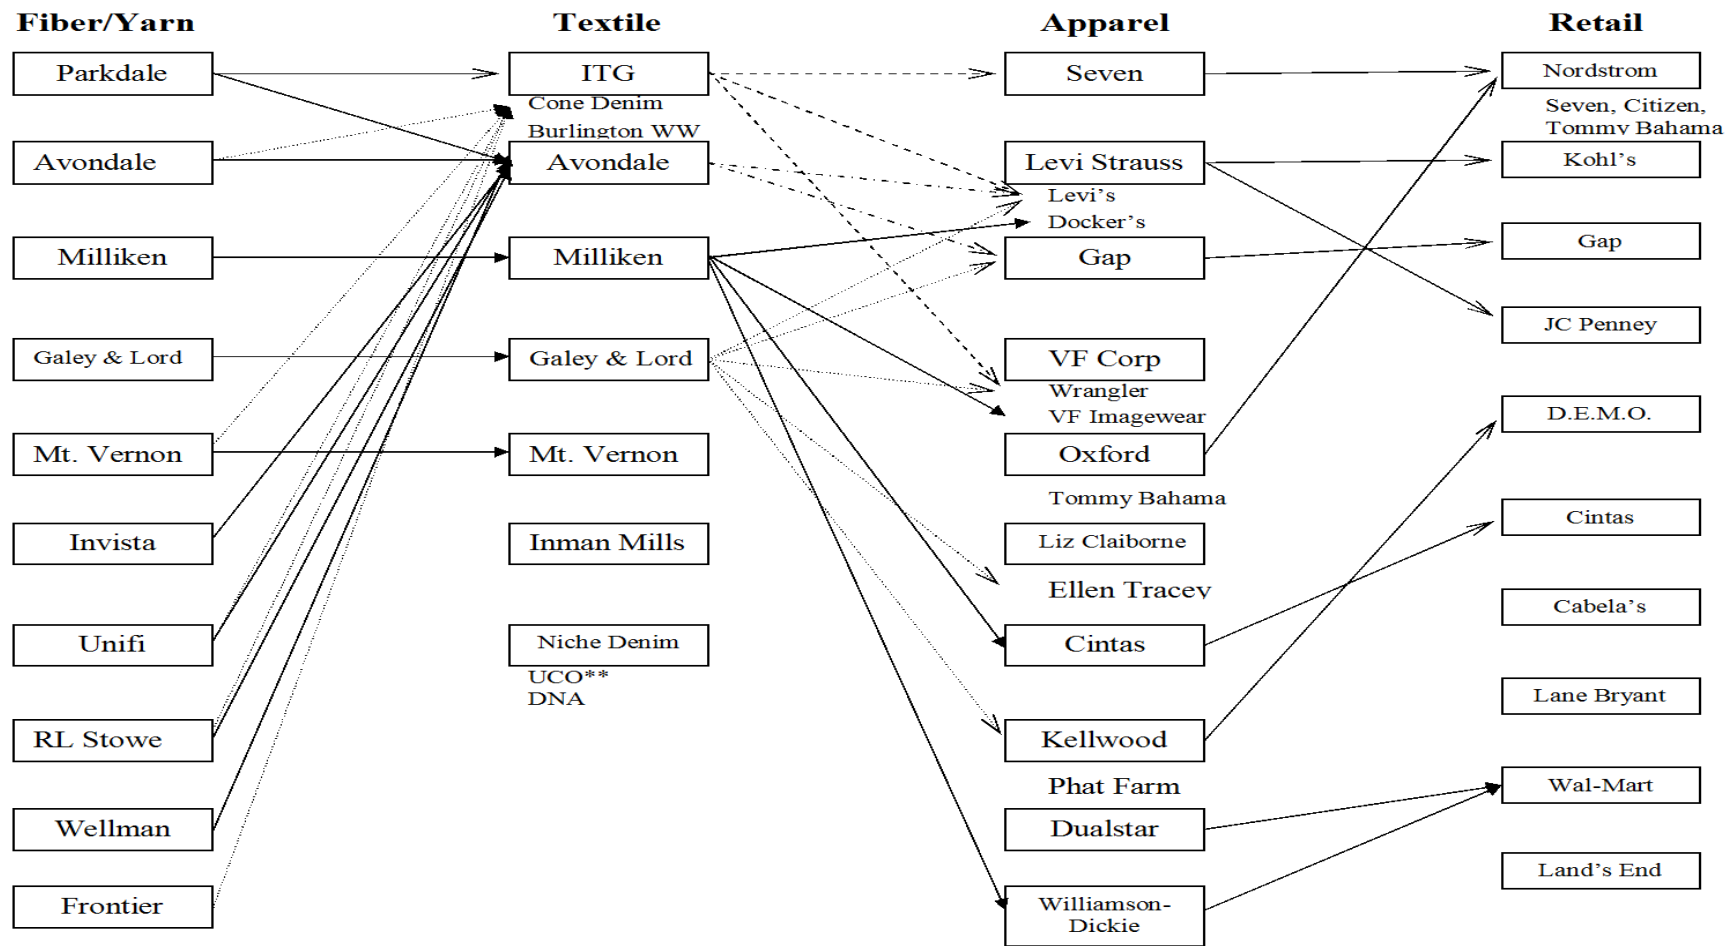 Fiber/Yarn
Textile
Apparel
Retail
Parkdale
Avondale
Milliken
Galey & Lord
Mt. Vernon
Invista
Unifi
RL Stowe
Wellman
Frontier
ITG
Cone Denim
Burlington WW
Avondale
Milliken
Galey & Lord
Mt. Vernon
Inman Mills
Niche Denim
UCO**
DNA
Seven
Levi Strauss
Levi's
Docker's
Gap
VF Corp
Wrangler
VF Imagewear
Oxford
Tommy Bahama
Liz Claiborne
Ellen Tracey
Cintas
Kellwood
Phat Farm
Dualstar
Williamson-
Dickie
Nordstrom
Seven, Citizen,
Tommy Bahama
Kohl's
Gap
JC Penney
D.E.M.O.
Cintas
Cabela's
Lane Bryant
Wal-Mart
Land's End